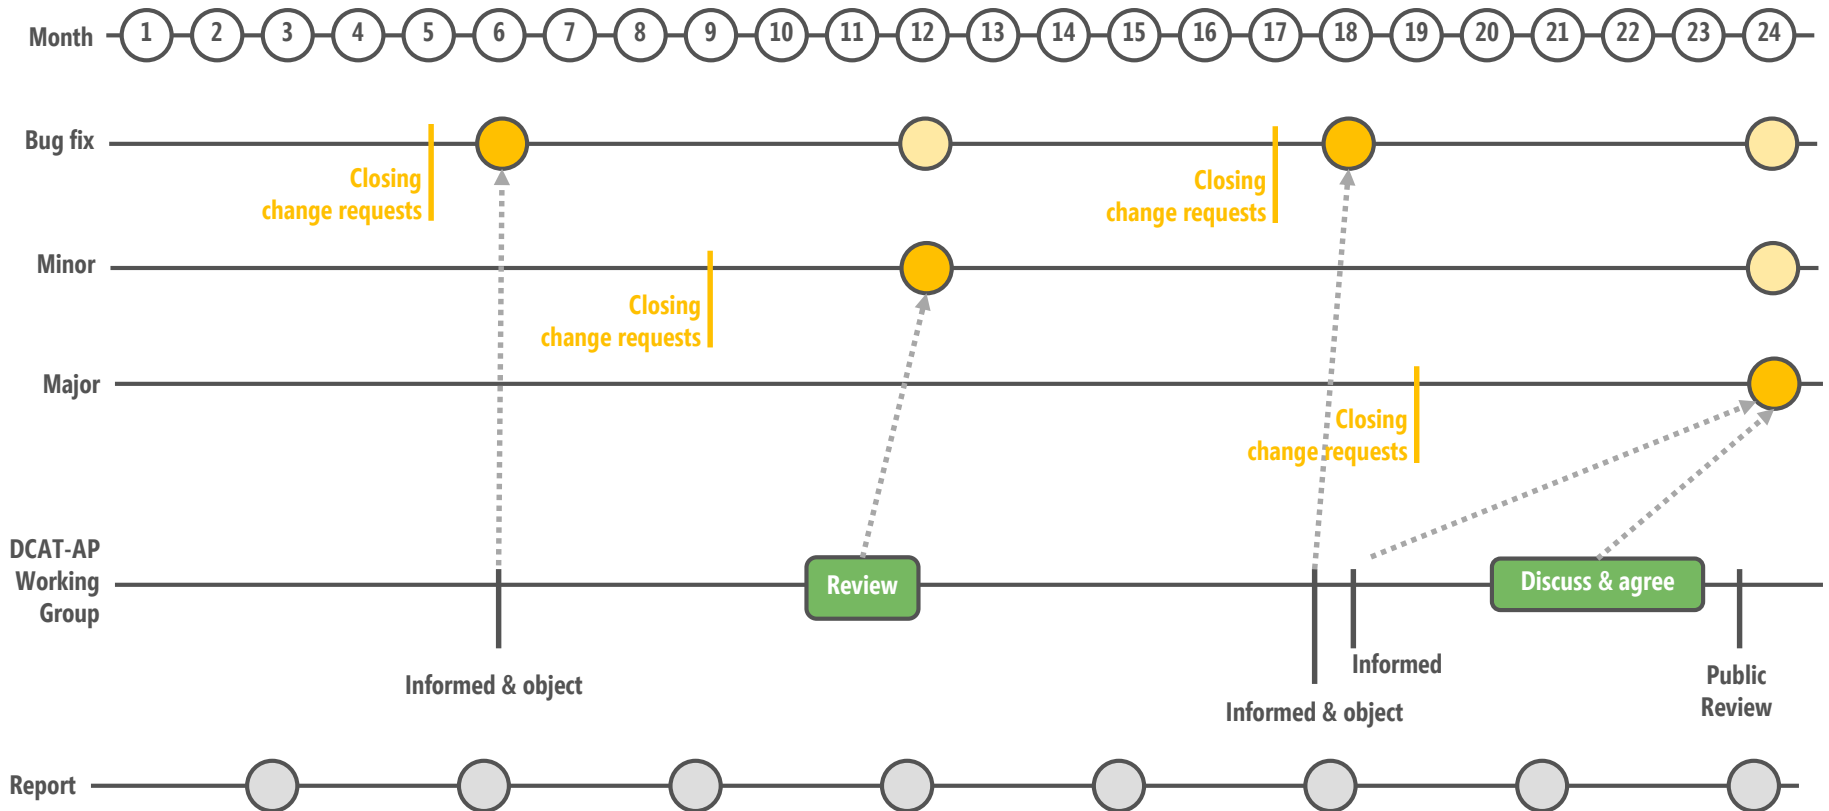 Month 1 2 3 4 5 6 7 8 9 10 11 12 13 14 15 16 17 18 19 20 21 22 23 24
Bug fix
Closing
change requests
Closing
change requests
Minor
Closing
change requests
Major
Closing
change requests
DCAT-AP
Working
Group
Review
Discuss & agree
Informed & object
Informed
Informed & object
Public
Review
Report